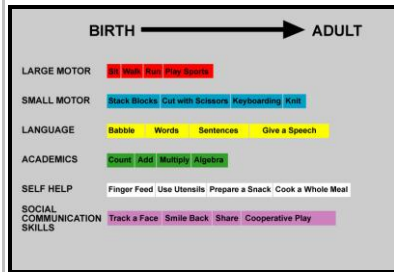 BIRTH ADULT
LARGE MOTOR Sit Walk Run Play Sports
SMALL MOTOR Stack Blocks Cut with Scissors Keyboarding Knit
LANGUAGE Babble Words Sentences Give a Speech
ACADEMICS Count Add Multiply Algebra
SELF HELP Finger Feed Use Utensils Prepare a Snack Cook a Whole Meal
SOCIAL
COMMUNICATION Track a Face Smile Back Share Cooperative Play
SKILLS